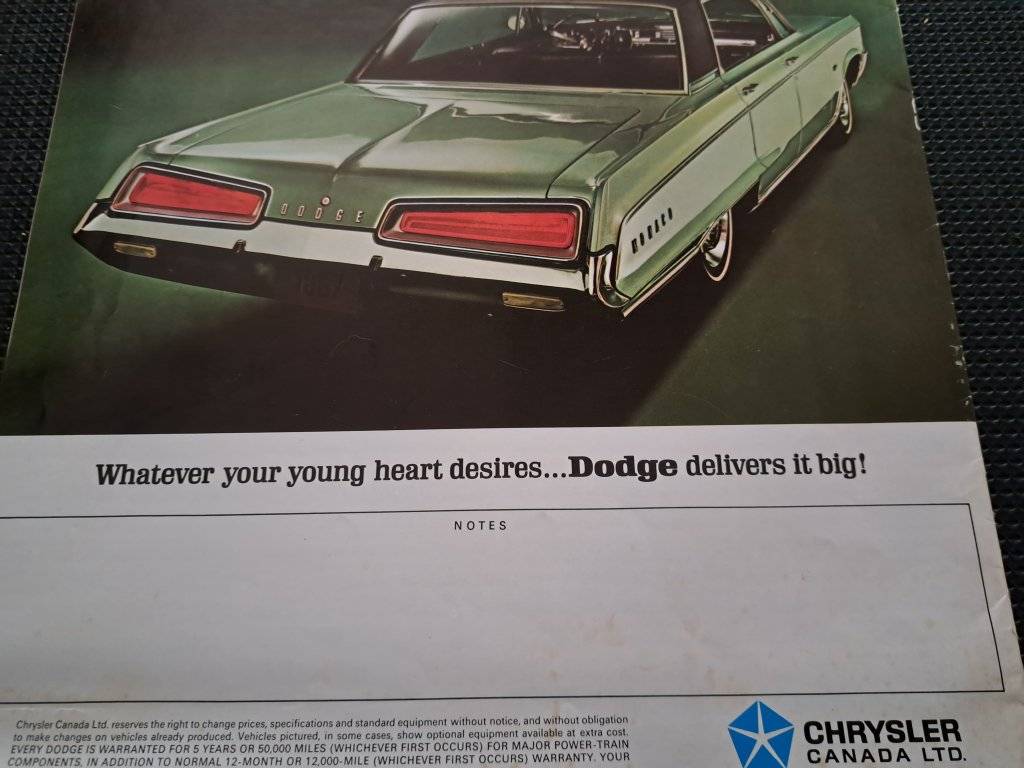 DODGE
1967
Whatever your young heart desires...Dodge delivers it big!
NOTES
Chrysler Canada Ltd. reserves the right to change prices, specifications and standard equipment without notice, and without obligation
to make changes on vehicles already produced. Vehicles pictured, in some cases, show optional equipment available at extra cost.
EVERY DODGE IS WARRANTED FOR 5 YEARS OR 50,000 MILES (WHICHEVER FIRST OCCURS) FOR MAJOR POWER-TRAIN
COMPONENTS, IN ADDITION TO NORMAL 12-MONTH OR 12,000-MILE (WHICHEVER FIRST OCCURS) WARRANTY. YOUR
CHRYSLER
CANADA LTD.